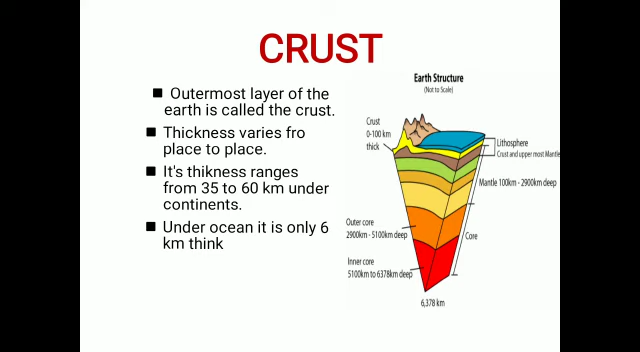 CRUST
Outermost layer of the
earth is called the crust.
Thickness varies fro
place to place.
It's thikness ranges
from 35 to 60 km under
continents.
Under ocean it is only 6
km think
Earth Structure
(Not to Scale)
Crust
0-100 km
thick
Lithosphere
Crust and upper most Mantle
Mantle 100km - 2900km deep
Outer core
2900km - 5100km deep
Core
Inner core
5100km to 6378km deep
6,378 km